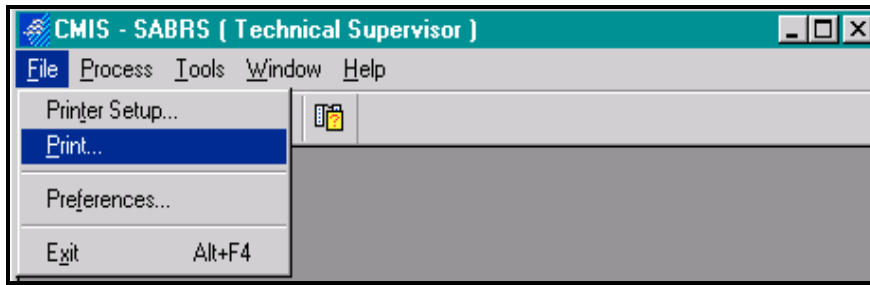 CMIS - SABRS ( Technical Supervisor )
File Process Tools Window Help
Printer Setup...
Print...
Preferences...
Exit Alt+F4